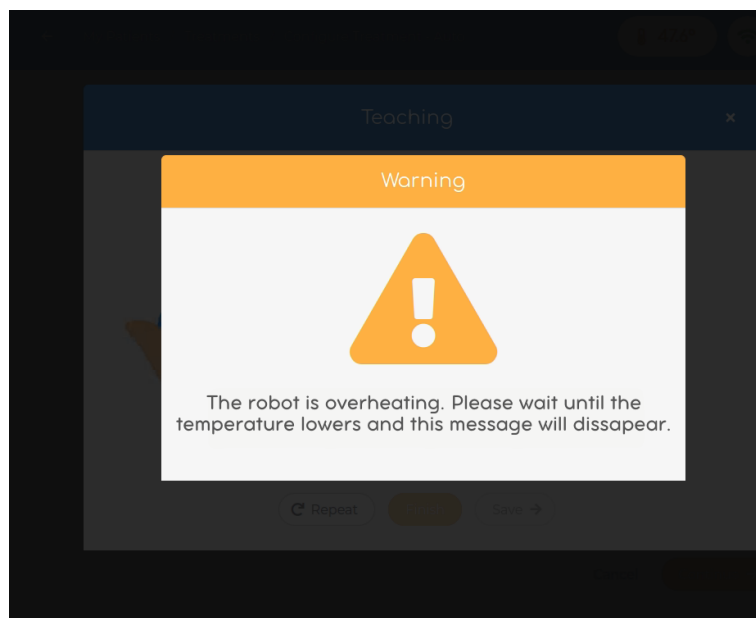 Teaching
×
Warning
The robot is overheating. Please wait until the
temperature lowers and this message will dissapear.
Repeat
Save →